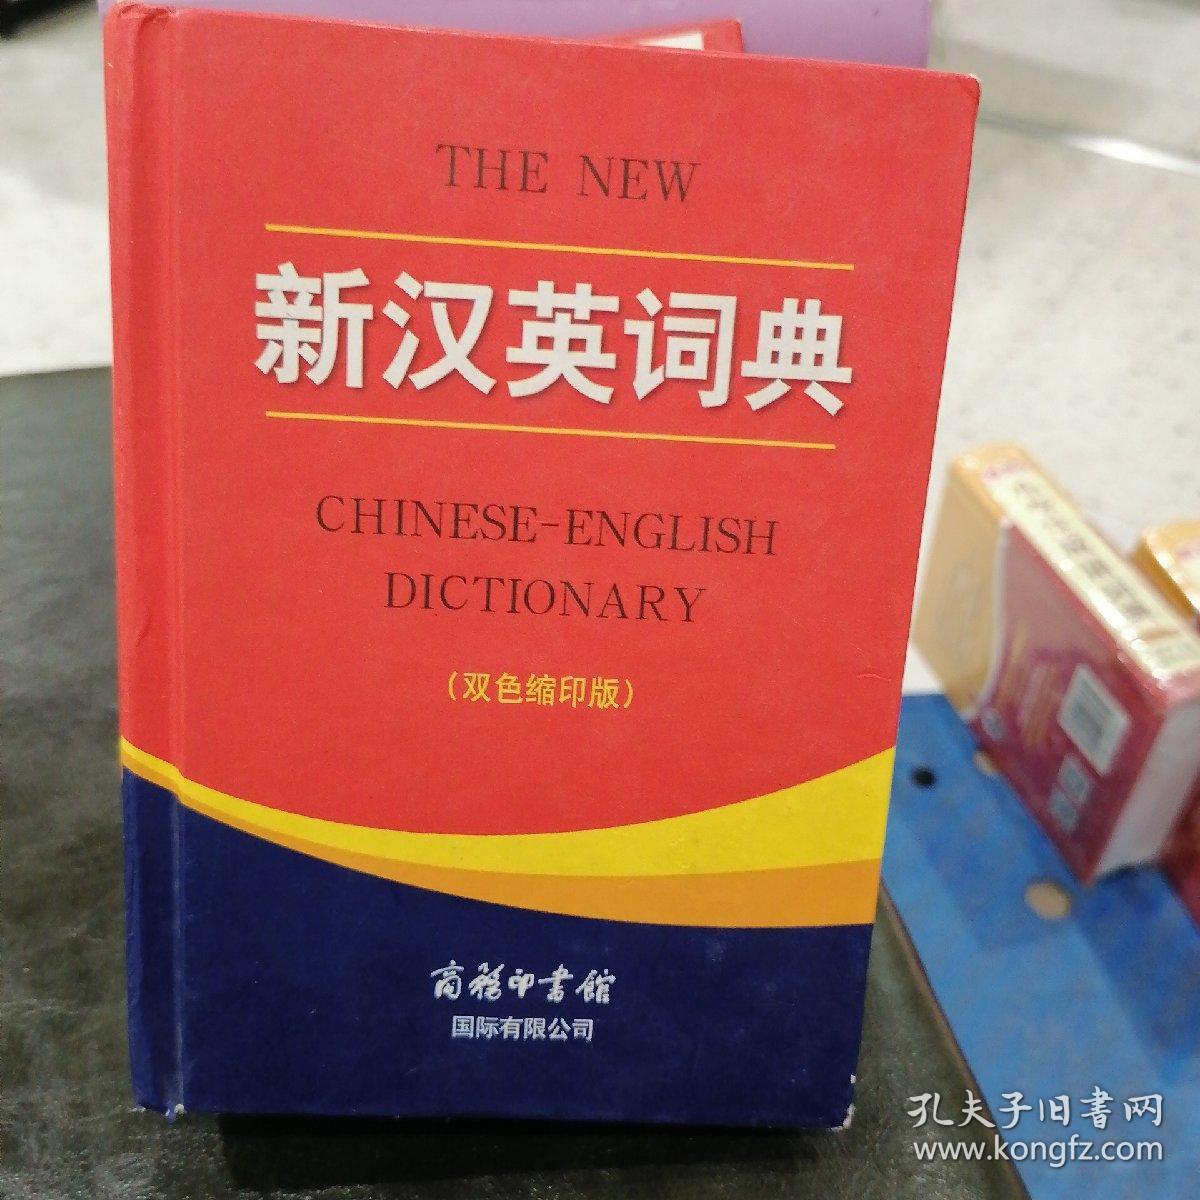 THE NEW
新汉英词典
CHINESE-ENGLISH
DICTIONARY
(双色缩印版)
商務印書館
国际有限公司
孔夫子旧書网
www.kongfz.com